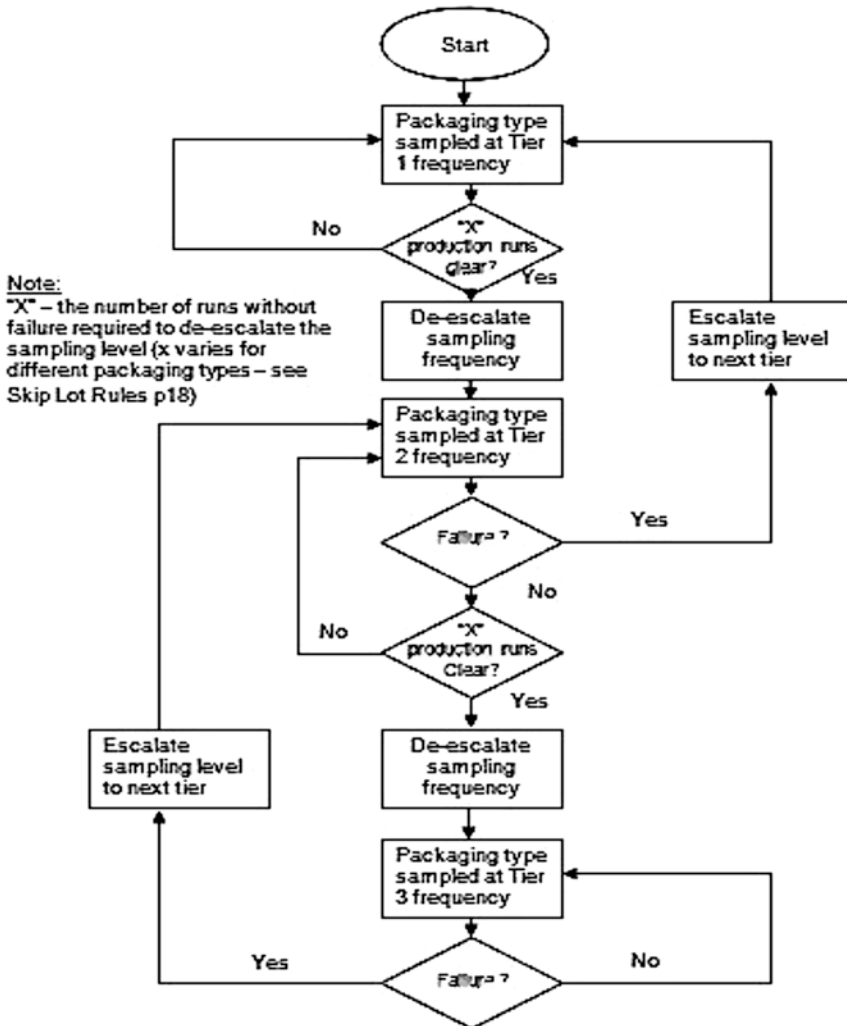 Start
Packaging type
sampled at Tier
1 frequency
No
"X"
production runs
clear?
Yes
Note:
"X" – the number of runs without
failure required to de-escalate the
sampling level (x varies for
different packaging types – see
Skip Lot Rules p18)
De-escalate
sampling
frequency
Escalate
sampling level
to next tier
Packaging type
sampled at Tier
2 frequency
Failure ?
Yes
No
No
"X"
production runs
Clear?
Yes
Escalate
sampling level
to next tier
De-escalate
sampling
frequency
Packaging type
sampled at Tier
3 frequency
Yes
Failure ?
No